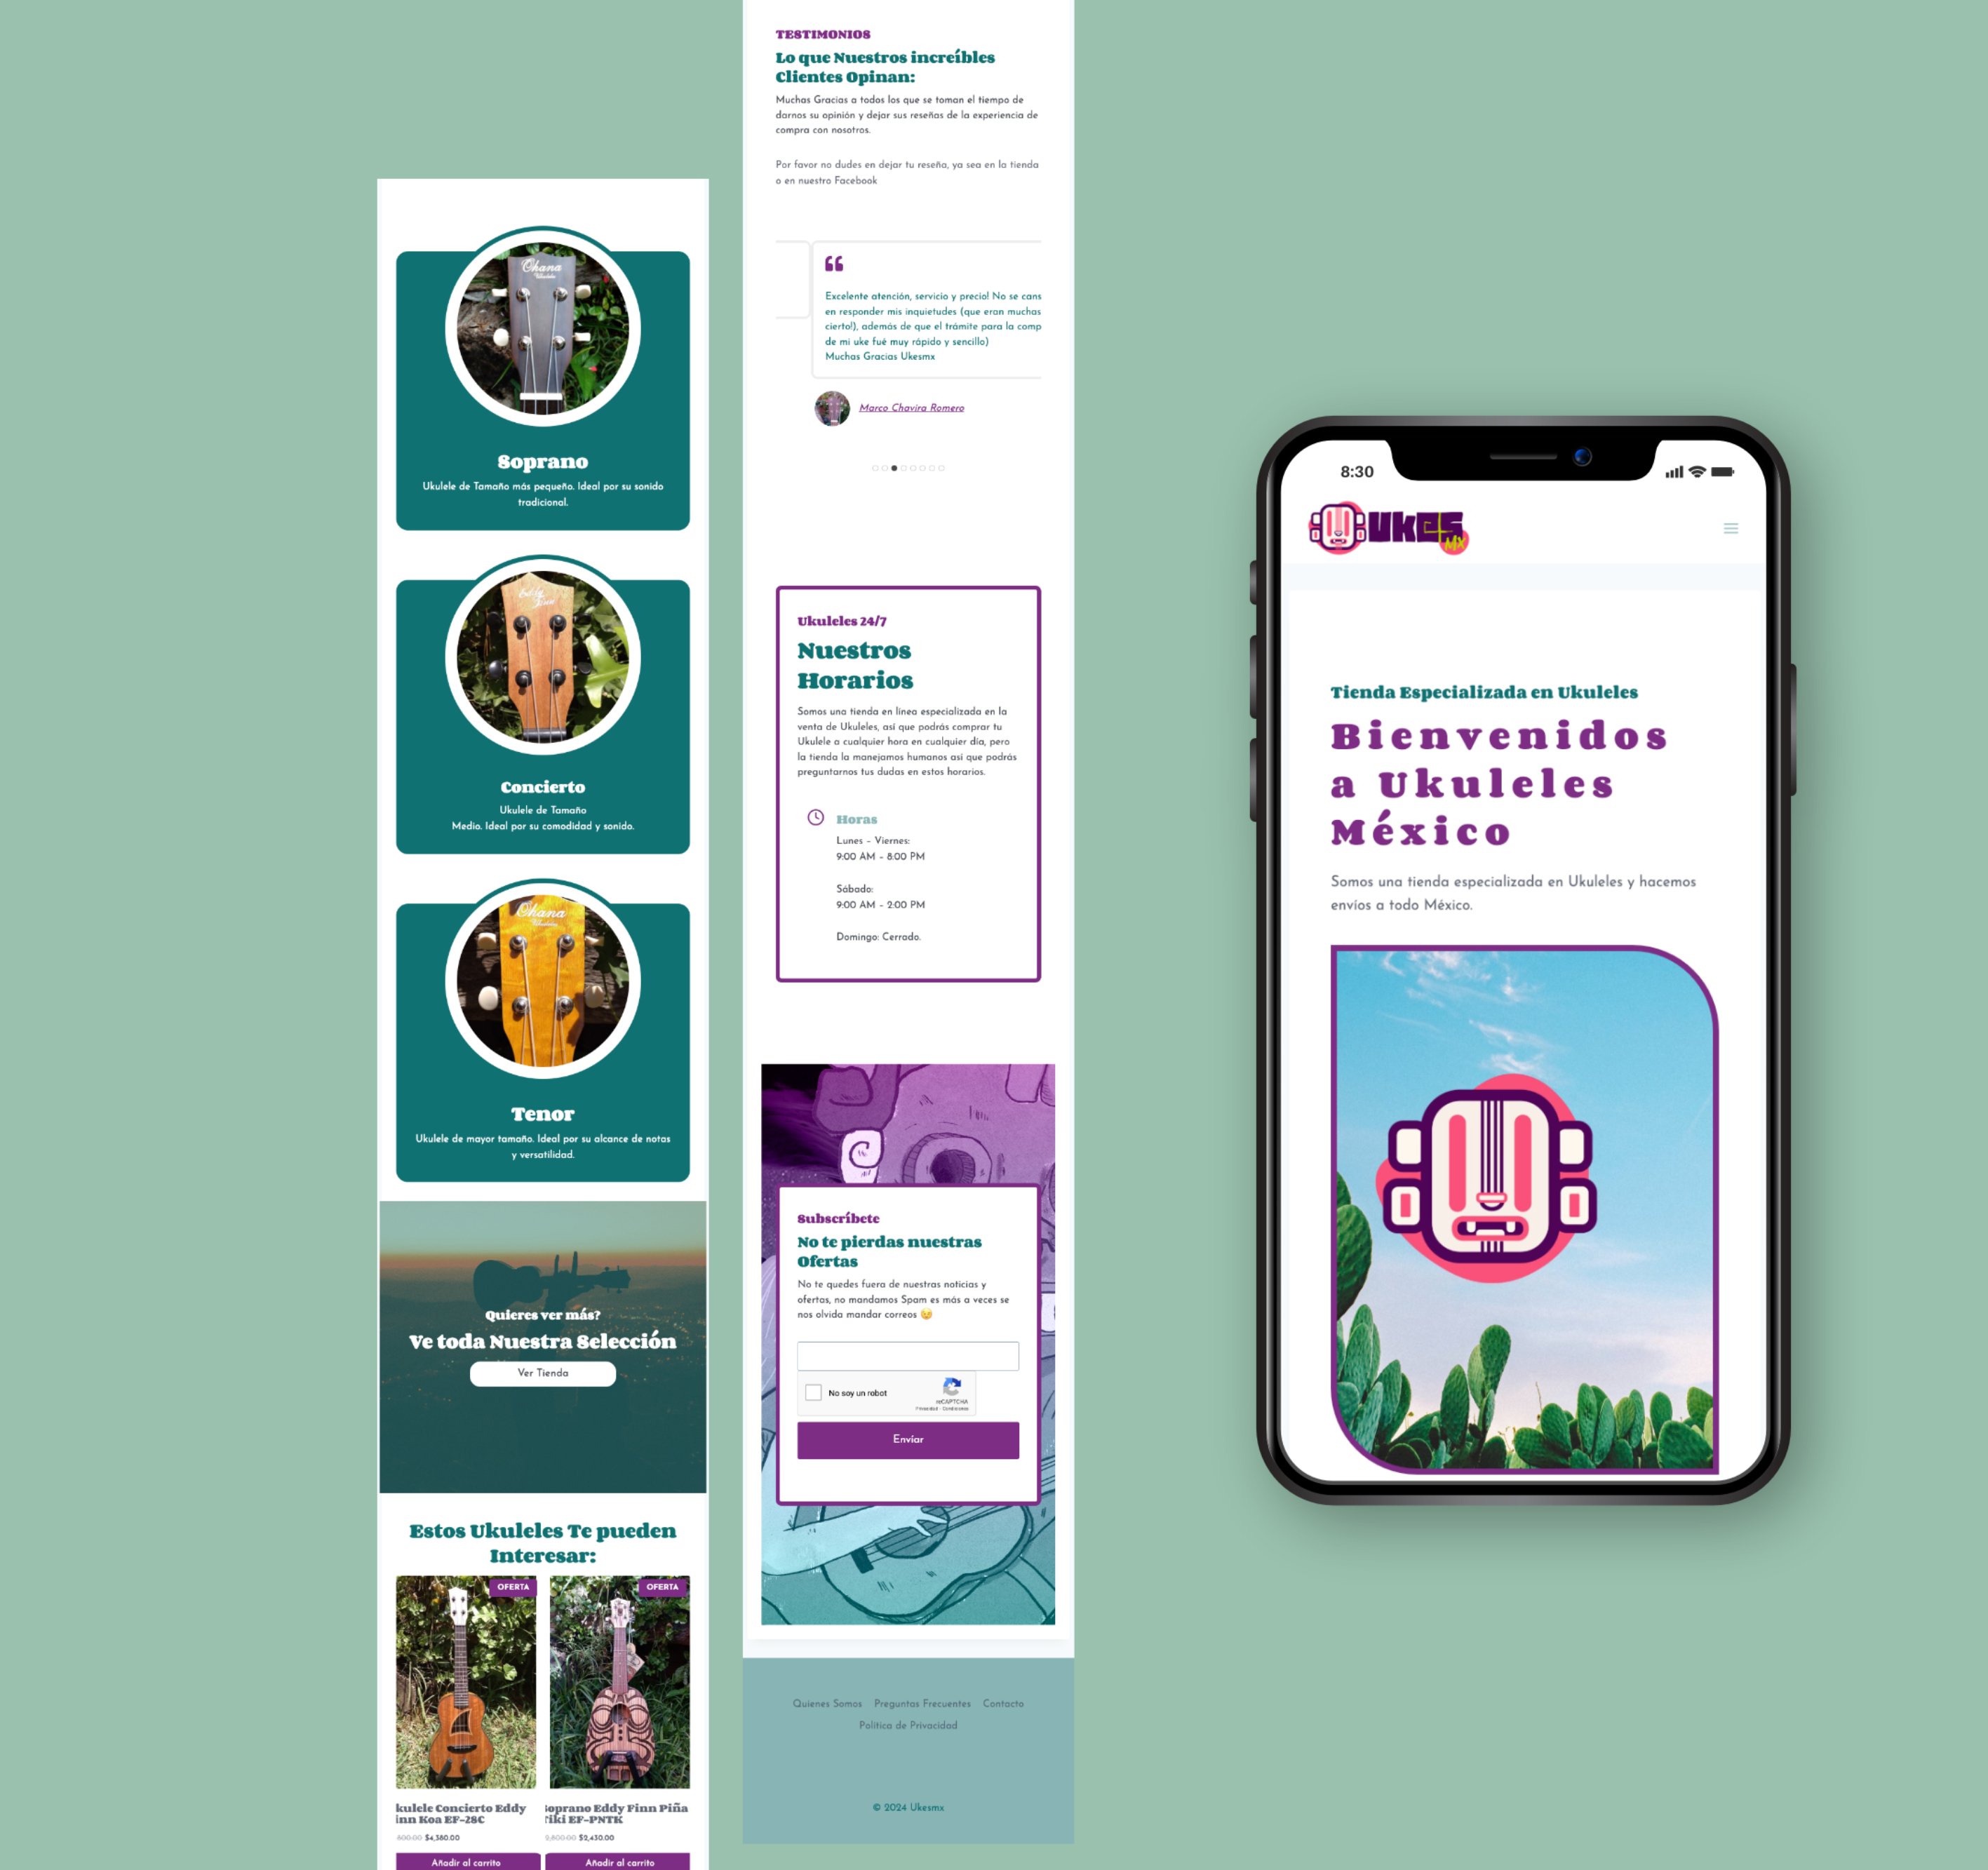 Ohana
Ukuleles
Soprano
Ukulele de Tamaño más pequeño. Ideal por su sonido
tradicional.
Concierto
Ukulele de Tamaño
Medio. Ideal por su comodidad y sonido.
Ohana
Tenor
Ukulele de mayor tamaño. Ideal por su alcance de notas
y versatilidad.
Quieres ver más?
Ve toda Nuestra Selección
Ver Tienda
Estos Ukuleles Te pueden
Interesar:
OFERTA
kulele Concierto Eddy
inn Koa EF-28C
800.00 $4,380.00
Añadir al carrito
OFERTA
oprano Eddy Finn Piña
Tiki EF-PNTK
2,800.00 $2,430.00
Añadir al carrito
TESTIMONIOS
Lo que Nuestros increíbles
Clientes Opinan:
Muchas Gracias a todos los que se toman el tiempo de
darnos su opinión y dejar sus reseñas de la experiencia de
compra con nosotros.
Por favor no dudes en dejar tu reseña, ya sea en la tienda
o en nuestro Facebook
“
Excelente atención, servicio y precio! No se cans
en responder mis inquietudes (que eran muchas
cierto!), además de que el trámite para la comp
de mi uke fué muy rápido y sencillo)
Muchas Gracias Ukesmx
Marco Chavira Romero
Ukuleles 24/7
Nuestros
Horarios
Somos una tienda en línea especializada en la
venta de Ukuleles, así que podrás comprar tu
Ukulele a cualquier hora en cualquier día, pero
la tienda la manejamos humanos así que podrás
preguntarnos tus dudas en estos horarios.
Horas
Lunes – Viernes:
9:00 AM – 8:00 PM
Sábado:
9:00 AM – 2:00 PM
Domingo: Cerrado.
Subscríbete
No te pierdas nuestras
Ofertas
No te quedes fuera de nuestras noticias y
ofertas, no mandamos Spam es más a veces se
nos olvida mandar correos 😉
No soy un robot
reCAPTCHA
Privacidad - Condiciones
Enviar
Quienes Somos Preguntas Frecuentes Contacto
Política de Privacidad
© 2024 Ukesmx
8:30
Ukes
MX
Tienda Especializada en Ukuleles
Bienvenidos
a Ukuleles
México
Somos una tienda especializada en Ukuleles y hacemos
envíos a todo México.